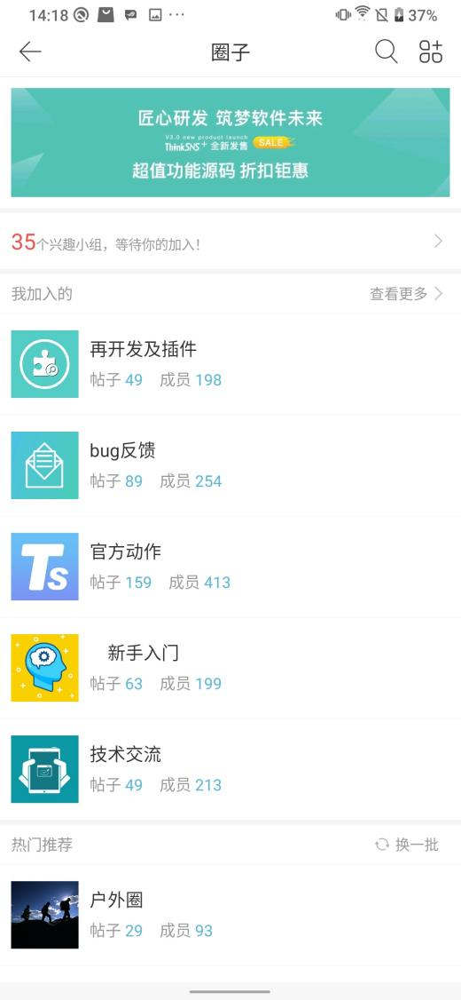 14:18
37%
圈子
匠心研发 筑梦软件未来
V3.0 new product launch
ThinkSNS+ 全新发售 SALE
超值功能源码 折扣钜惠
35个兴趣小组，等待你的加入！
我加入的 查看更多
再开发及插件
帖子 49 成员 198
bug反馈
帖子 89 成员 254
Ts
官方动作
帖子 159 成员 413
新手入门
帖子 63 成员 199
技术交流
帖子 49 成员 213
热门推荐 换一批
户外圈
帖子 29 成员 93